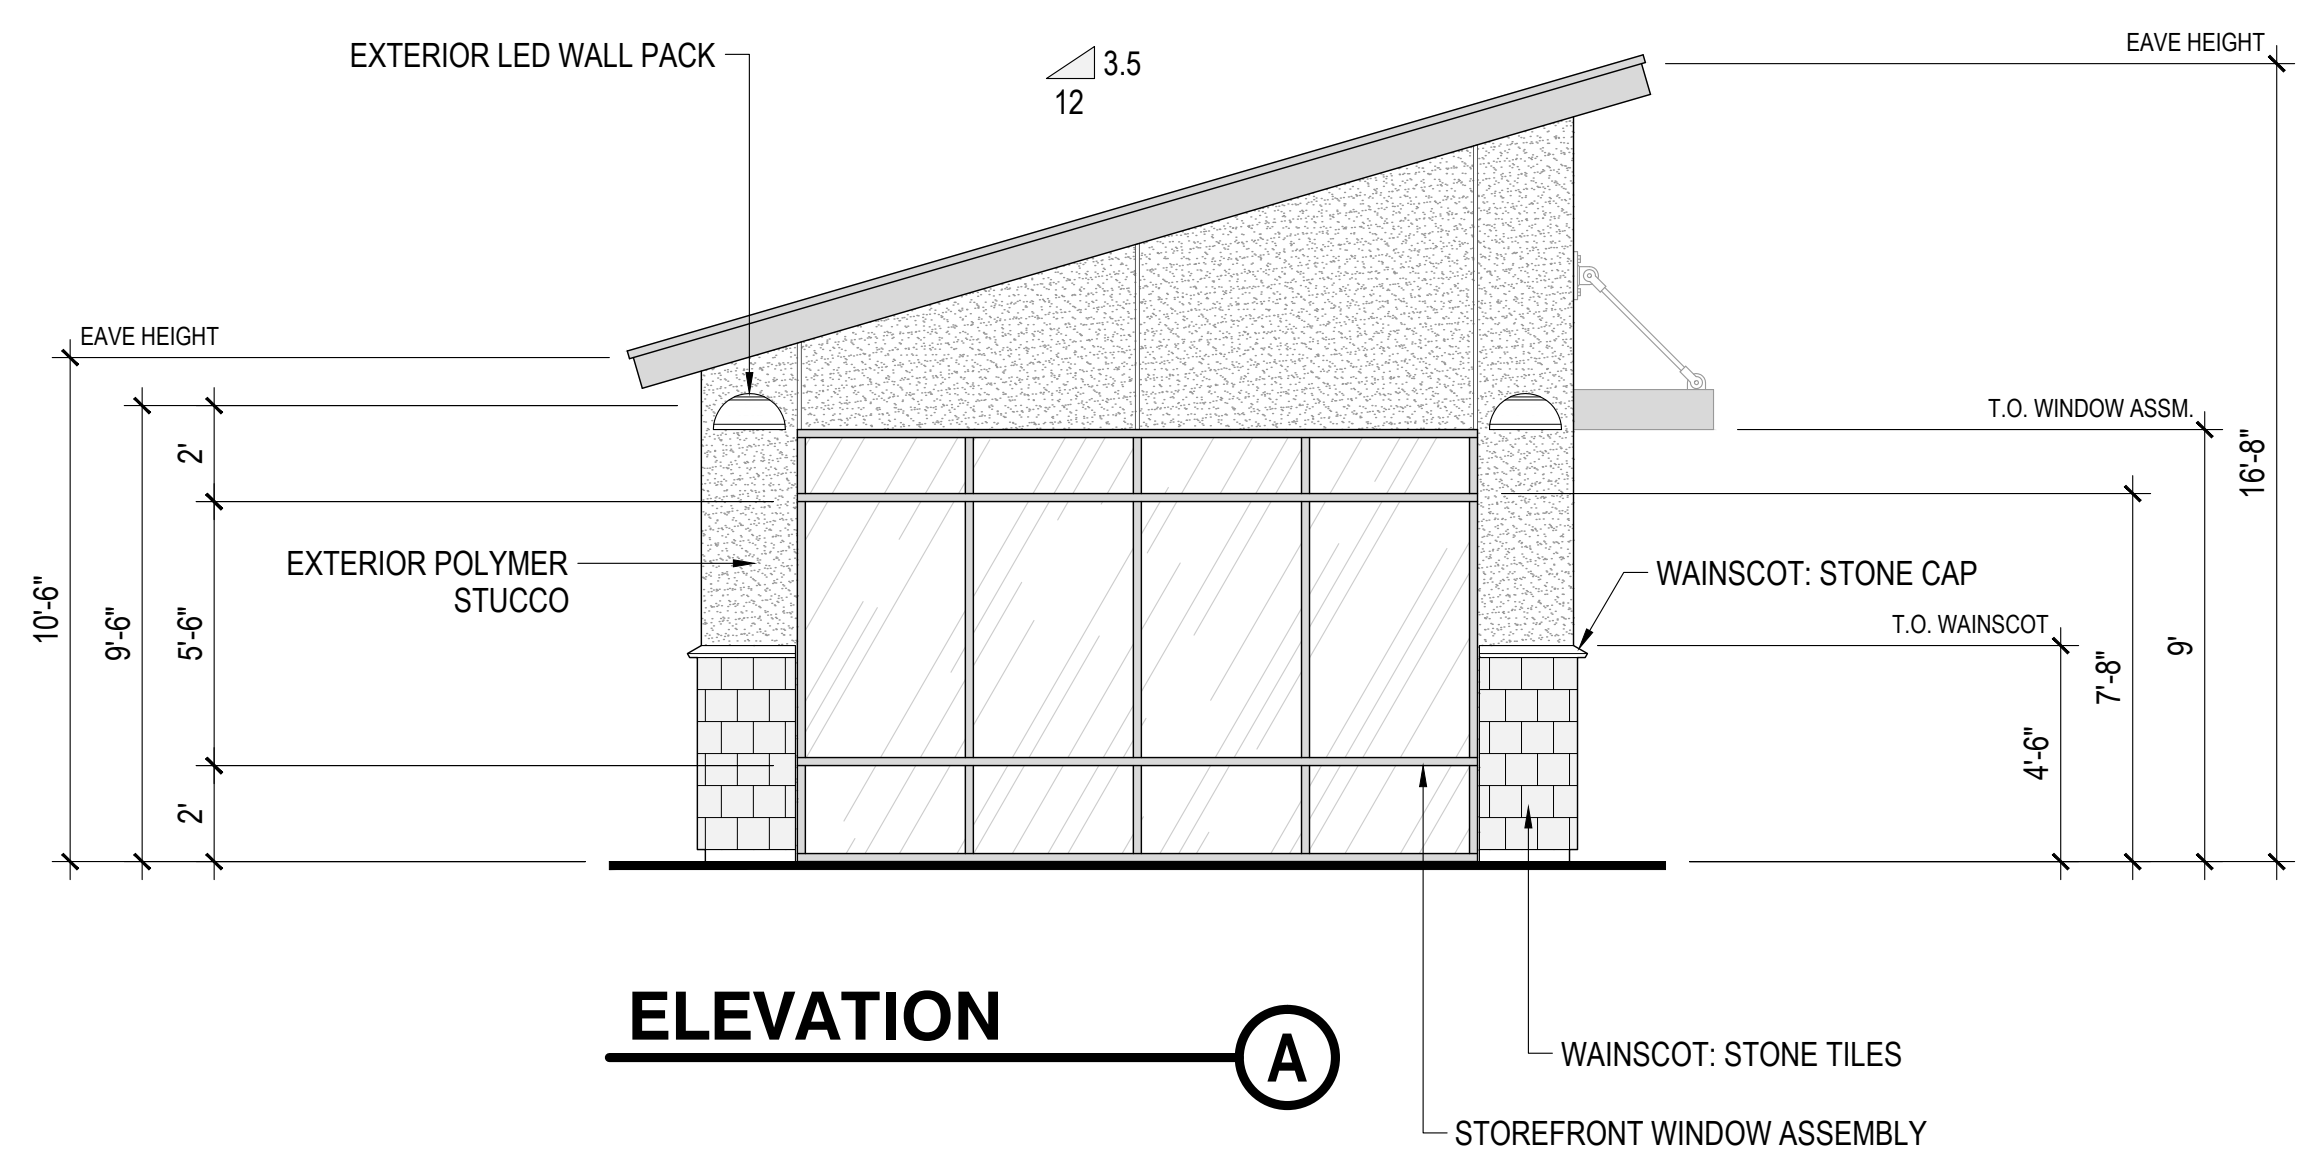 EXTERIOR LED WALL PACK
3.5
12
EAVE HEIGHT
EAVE HEIGHT
T.O. WINDOW ASSM.
2'
16'-8"
EXTERIOR POLYMER
STUCCO
WAINSCOT: STONE CAP
T.O. WAINSCOT
10'-6"
9'-6"
5'-6"
9'
7'-8"
4'-6"
2'
ELEVATION
A
WAINSCOT: STONE TILES
STOREFRONT WINDOW ASSEMBLY